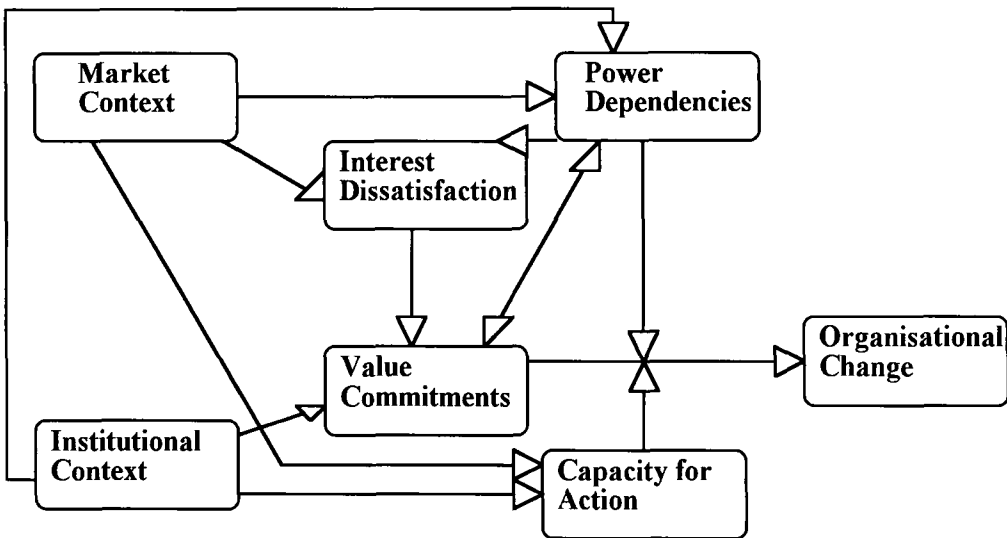 Market
Context
Power
Dependencies
Interest
Dissatisfaction
Organisational
Change
Value
Commitments
Institutional
Context
Capacity for
Action